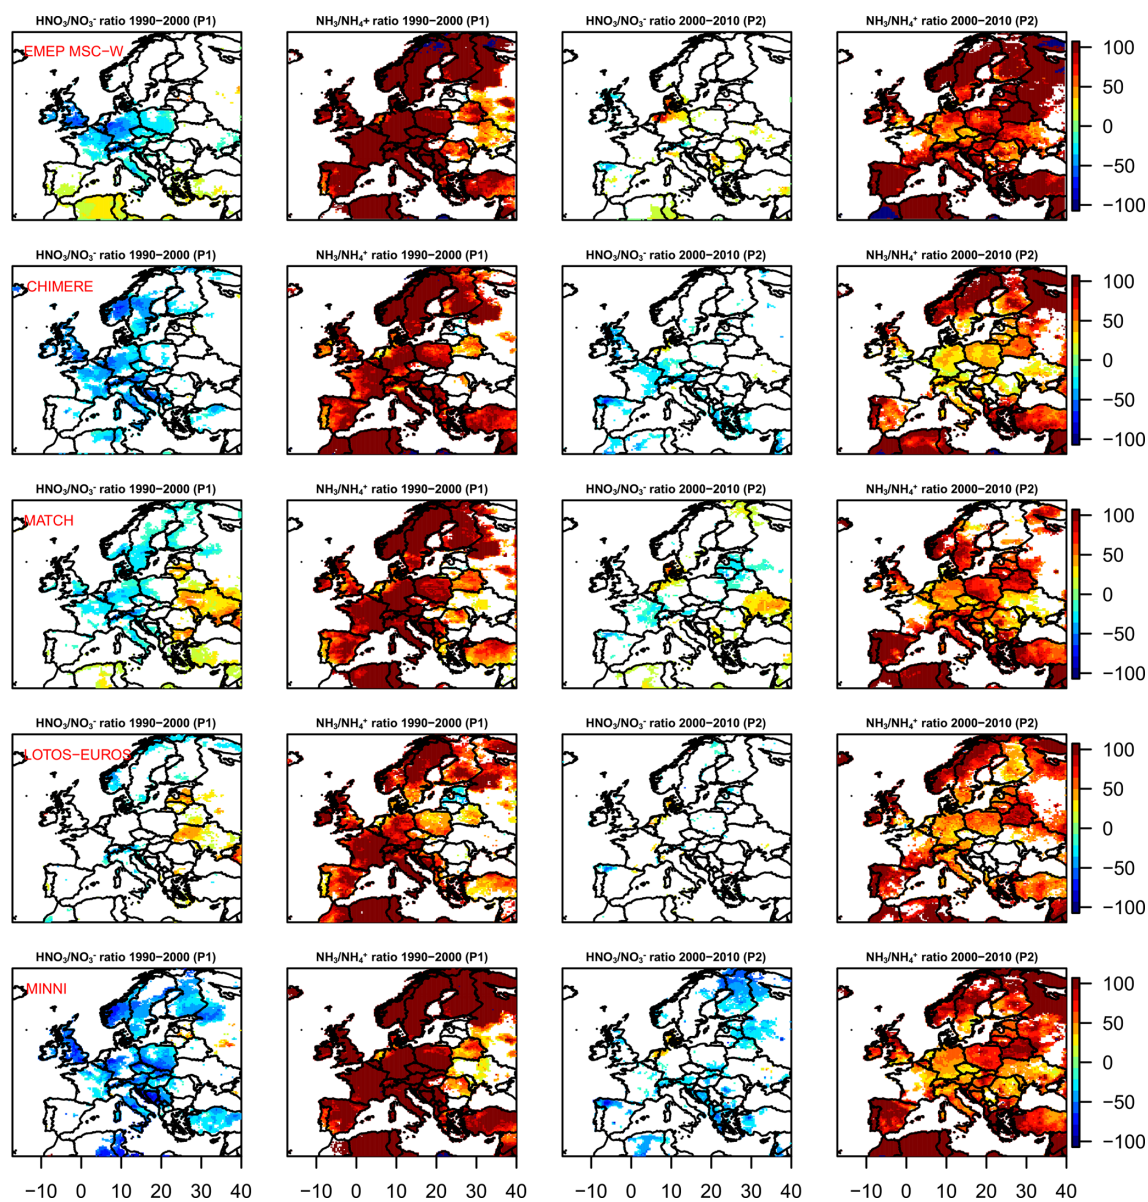 HNO₃/NO₃⁻ ratio 1990−2000 (P1) NH₃/NH₄+ ratio 1990−2000 (P1) HNO₃/NO₃⁻ ratio 2000−2010 (P2) NH₃/NH₄⁺ ratio 2000−2010 (P2)
EMEP MSC−W
100
50
0
−50
−100
HNO₃/NO₃⁻ ratio 1990−2000 (P1) NH₃/NH₄⁺ ratio 1990−2000 (P1) HNO₃/NO₃⁻ ratio 2000−2010 (P2) NH₃/NH₄⁺ ratio 2000−2010 (P2)
CHIMERE
100
50
0
−50
−100
HNO₃/NO₃⁻ ratio 1990−2000 (P1) NH₃/NH₄⁺ ratio 1990−2000 (P1) HNO₃/NO₃⁻ ratio 2000−2010 (P2) NH₃/NH₄⁺ ratio 2000−2010 (P2)
MATCH
100
50
0
−50
−100
HNO₃/NO₃⁻ ratio 1990−2000 (P1) NH₃/NH₄⁺ ratio 1990−2000 (P1) HNO₃/NO₃⁻ ratio 2000−2010 (P2) NH₃/NH₄⁺ ratio 2000−2010 (P2)
LOTOS−EUROS
100
50
0
−50
−100
HNO₃/NO₃⁻ ratio 1990−2000 (P1) NH₃/NH₄⁺ ratio 1990−2000 (P1) HNO₃/NO₃⁻ ratio 2000−2010 (P2) NH₃/NH₄⁺ ratio 2000−2010 (P2)
MINNI
100
50
0
−50
−100
−10 0 10 20 30 40 −10 0 10 20 30 40 −10 0 10 20 30 40 −10 0 10 20 30 40